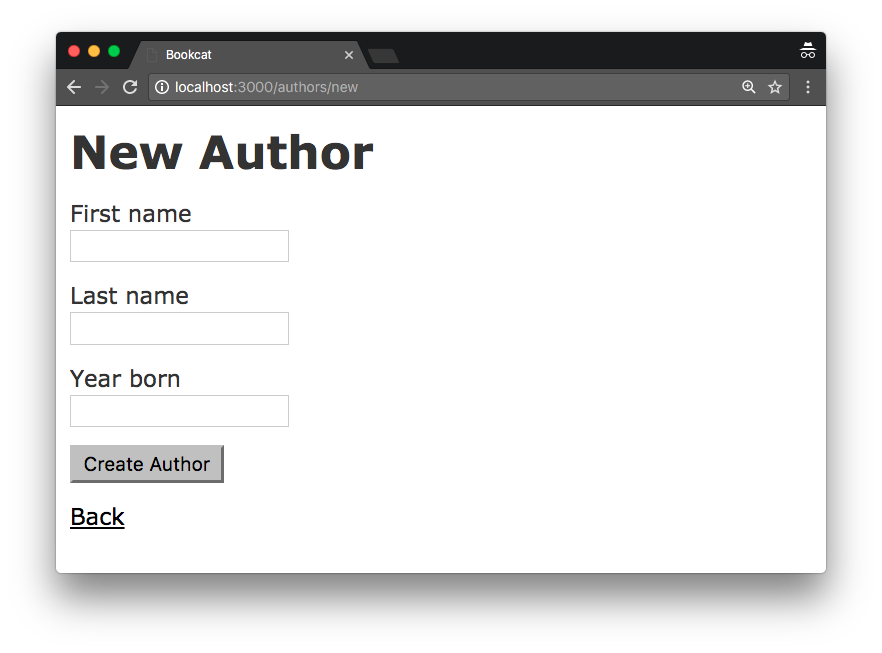 Bookcat
localhost:3000/authors/new
New Author
First name
Last name
Year born
Create Author
Back